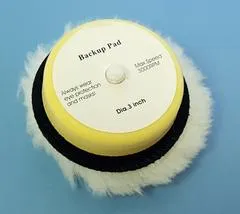 Backup Pad
Always wear
eye protection
and masks!
Max Speed
3000RPM
Dia.3 inch